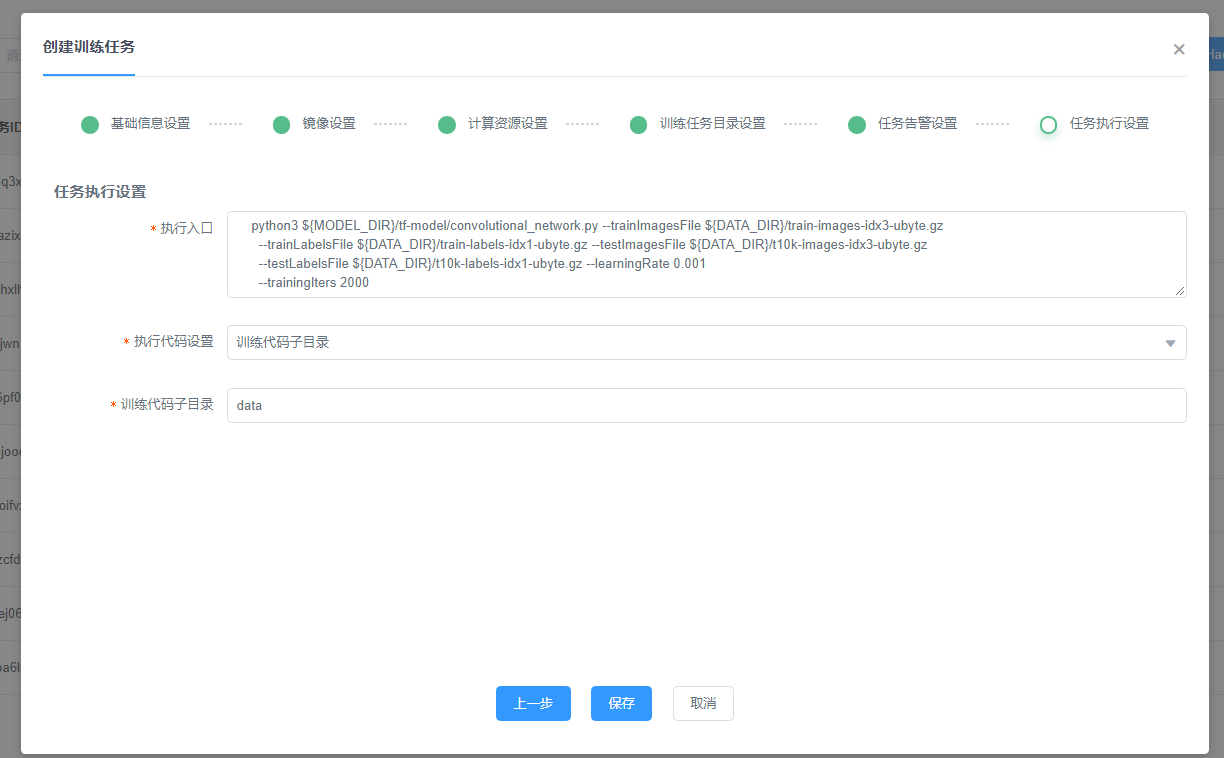 创建训练任务
基础信息设置
镜像设置
计算资源设置
训练任务目录设置
任务告警设置
任务执行设置
任务执行设置
* 执行入口
python3 ${MODEL_DIR}/tf-model/convolutional_network.py --trainImagesFile ${DATA_DIR}/train-images-idx3-ubyte.gz
--trainLabelsFile ${DATA_DIR}/train-labels-idx1-ubyte.gz --testImagesFile ${DATA_DIR}/t10k-images-idx3-ubyte.gz
--testLabelsFile ${DATA_DIR}/t10k-labels-idx1-ubyte.gz --learningRate 0.001
--trainingIters 2000
* 执行代码设置
训练代码子目录
* 训练代码子目录
data
上一步
保存
取消